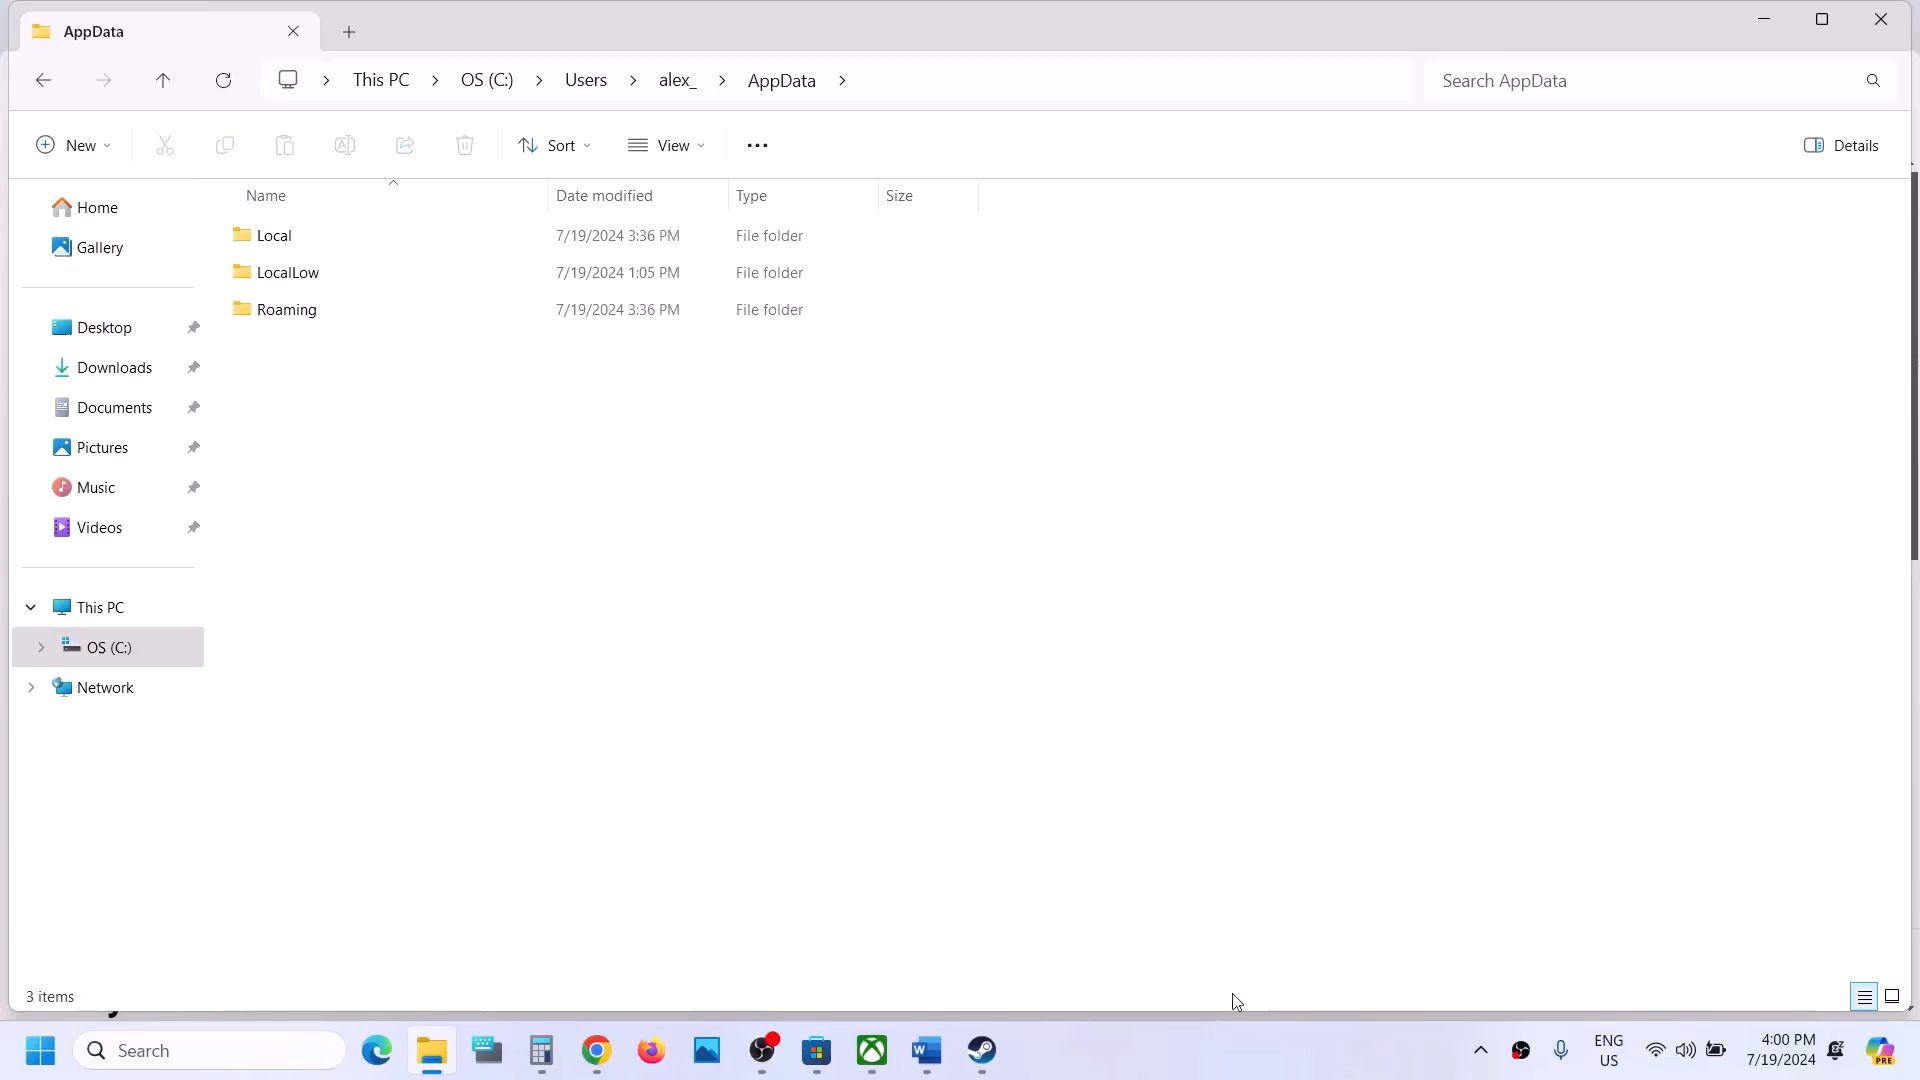 AppData
This PC
OS (C:)
Users
alex_
AppData
Search AppData
New
Sort
View
Details
Name
Date modified
Type
Size
Home
Gallery
Local
7/19/2024 3:36 PM
File folder
LocalLow
7/19/2024 1:05 PM
File folder
Roaming
7/19/2024 3:36 PM
File folder
Desktop
Downloads
Documents
Pictures
Music
Videos
This PC
OS (C:)
Network
3 items
Search
ENG
US
4:00 PM
7/19/2024
PRE